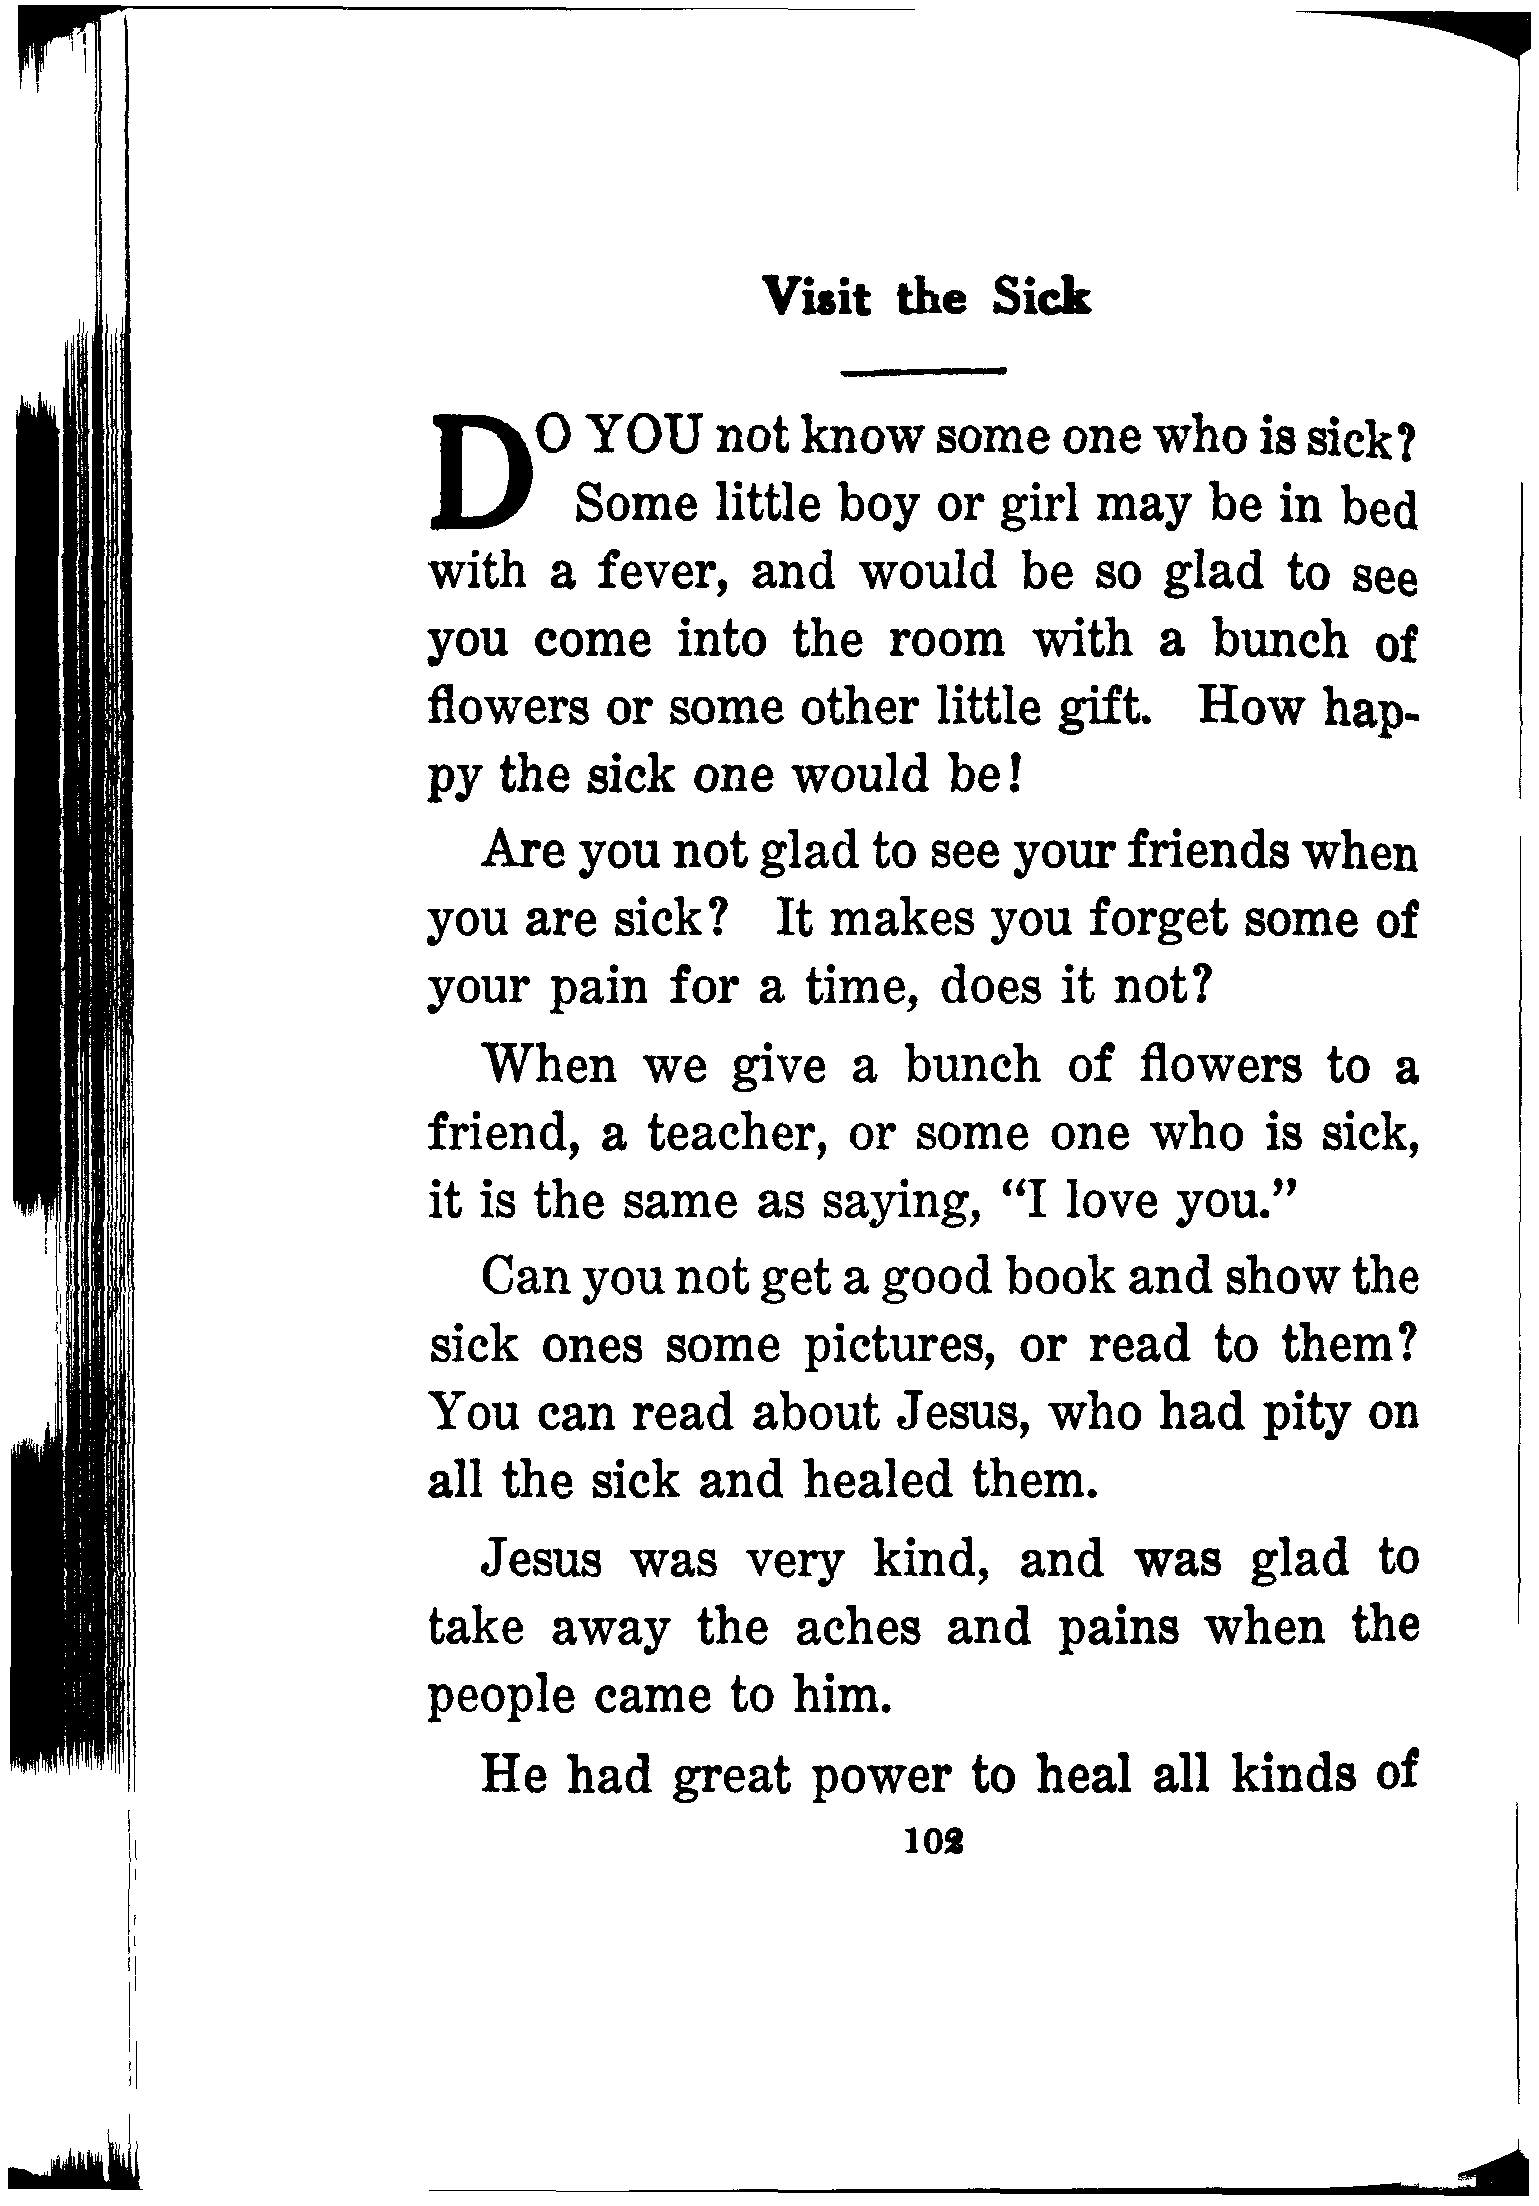 Visit the Sick
DO YOU not know some one who is sick?
Some little boy or girl may be in bed
with a fever, and would be so glad to see
you come into the room with a bunch of
flowers or some other little gift. How hap-
py the sick one would be!
Are you not glad to see your friends when
you are sick? It makes you forget some of
your pain for a time, does it not?
When we give a bunch of flowers to a
friend, a teacher, or some one who is sick,
it is the same as saying, “I love you.”
Can you not get a good book and show the
sick ones some pictures, or read to them?
You can read about Jesus, who had pity on
all the sick and healed them.
Jesus was very kind, and was glad to
take away the aches and pains when the
people came to him.
He had great power to heal all kinds of
102